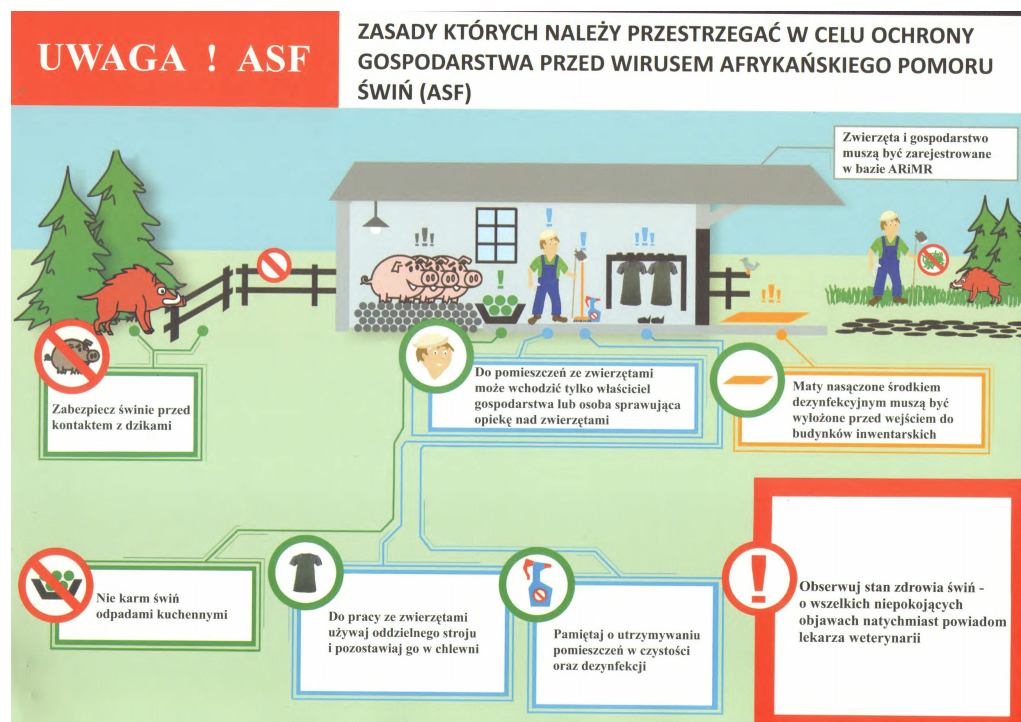 UWAGA ! ASF
ZASADY KTÓRYCH NALEŻY PRZESTRZEGAĆ W CELU OCHRONY
GOSPODARSTWA PRZED WIRUSEM AFRYKAŃSKIEGO POMORU
ŚWIŃ (ASF)
Zwierzęta i gospodarstwo
muszą być zarejestrowane
w bazie ARiMR
Zabezpiecz świnie przed
kontaktem z dzikami
Do pomieszczeń ze zwierzętami
może wchodzić tylko właściciel
gospodarstwa lub osoba sprawująca
opiekę nad zwierzętami
Maty nasączone środkiem
dezynfekcyjnym muszą być
wyłożone przed wejściem do
budynków inwentarskich
Nie karm świń
odpadami kuchennymi
Do pracy ze zwierzętami
używaj oddzielnego stroju
i pozostawiaj go w chlewni
Pamiętaj o utrzymywaniu
pomieszczeń w czystości
oraz dezynfekcji
Obserwuj stan zdrowia świń -
o wszelkich niepokojących
objawach natychmiast powiadom
lekarza weterynarii